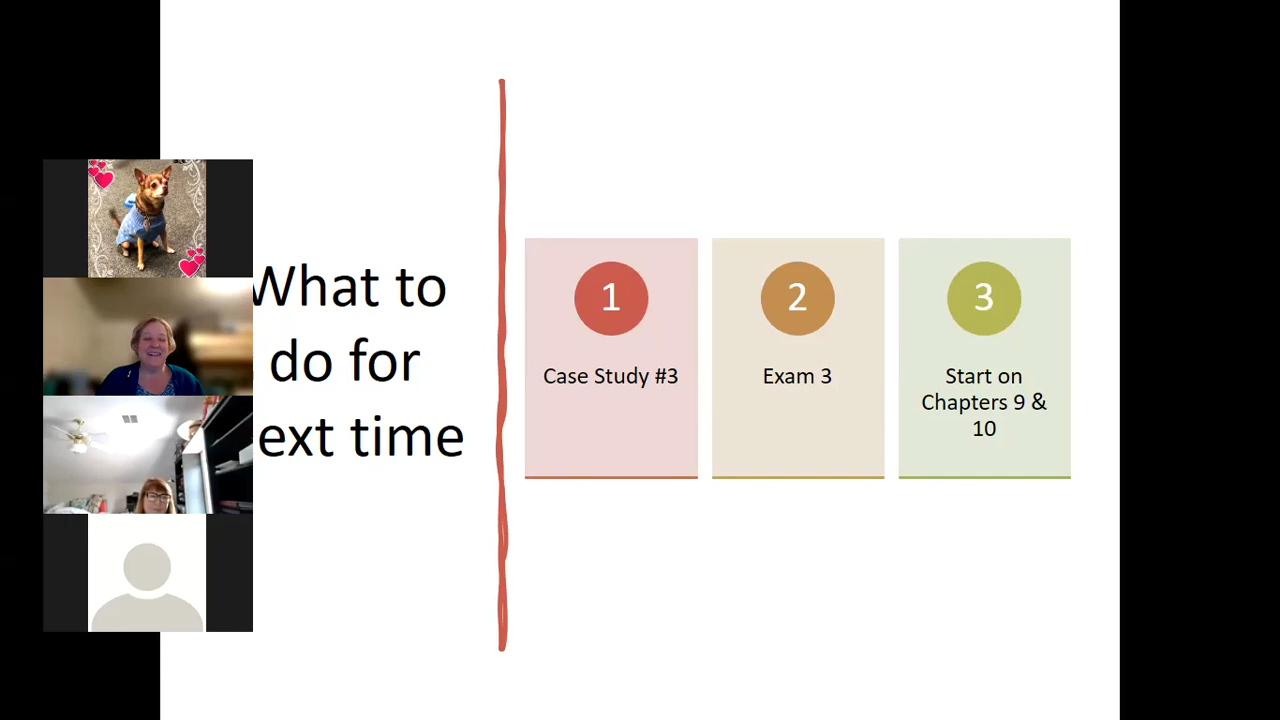 What to
do for
ext time
1
Case Study #3
2
Exam 3
3
Start on
Chapters 9 &
10